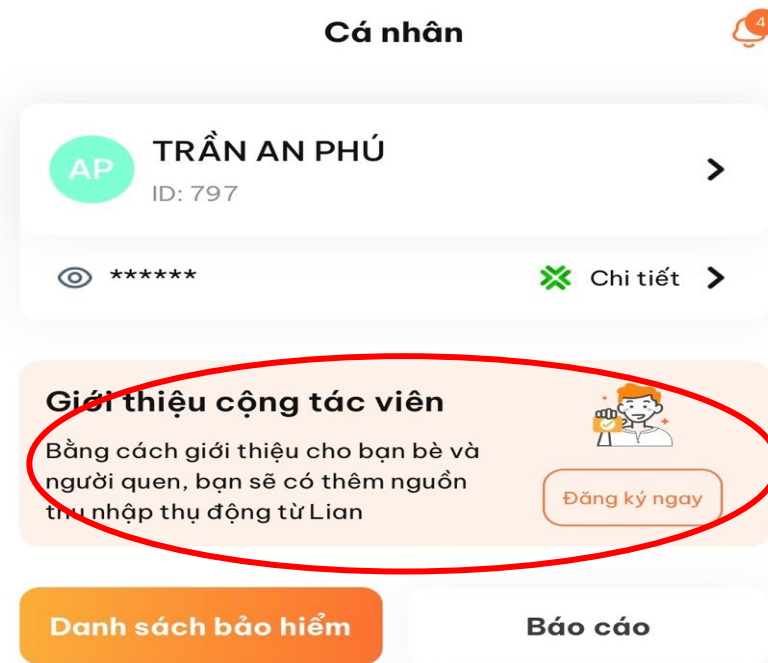 Cá nhân
4
AP
TRẦN AN PHÚ
ID: 797
******
Chi tiết
Giới thiệu cộng tác viên
Bằng cách giới thiệu cho bạn bè và
người quen, bạn sẽ có thêm nguồn
thu nhập thụ động từ Lian
Đăng ký ngay
Danh sách bảo hiểm
Báo cáo